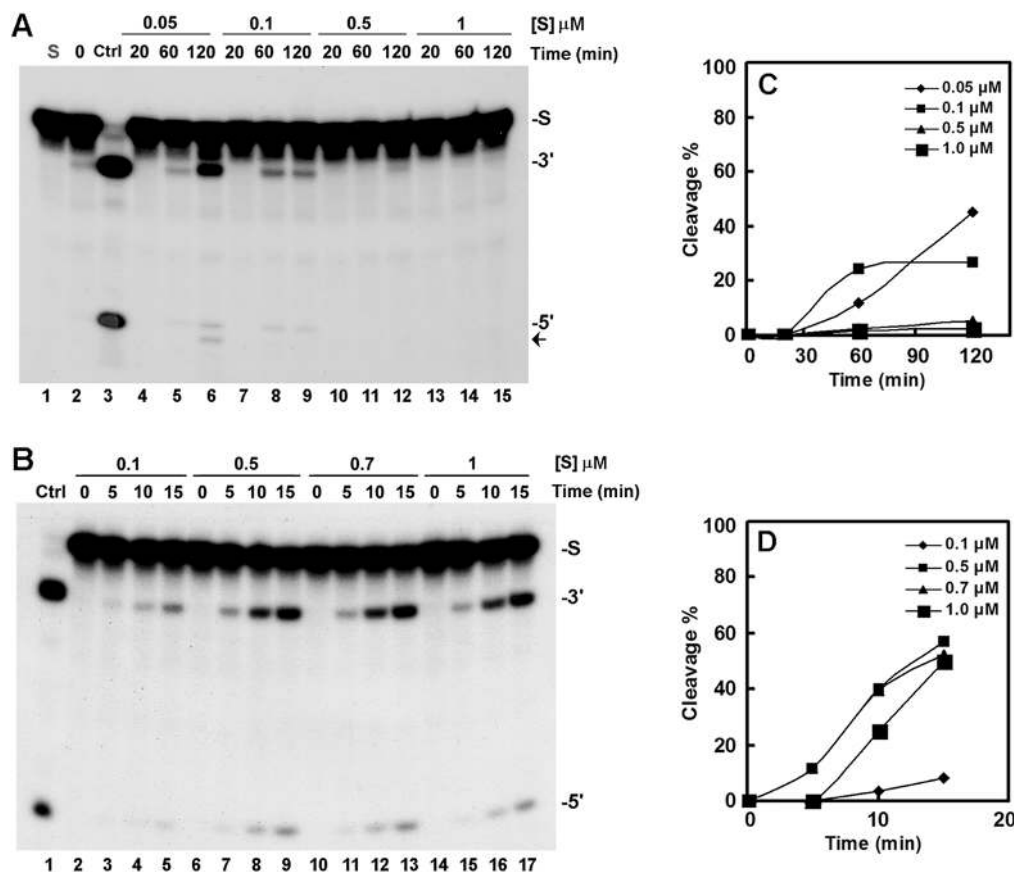 A
0.05 0.1 0.5 1 [S] µM
S 0 Ctrl 20 60 120 20 60 120 20 60 120 20 60 120 Time (min)
-S
-3'
-5'
←
1 2 3 4 5 6 7 8 9 10 11 12 13 14 15
C
100
80
60
40
20
0
Cleavage %
0.05 µM
0.1 µM
0.5 µM
1.0 µM
0 30 60 90 120
Time (min)
B
0.1 0.5 0.7 1 [S] µM
Ctrl 0 5 10 15 0 5 10 15 0 5 10 15 0 5 10 15 Time (min)
-S
-3'
-5'
1 2 3 4 5 6 7 8 9 10 11 12 13 14 15 16 17
D
100
80
60
40
20
0
Cleavage %
0.1 µM
0.5 µM
0.7 µM
1.0 µM
0 10 20
Time (min)